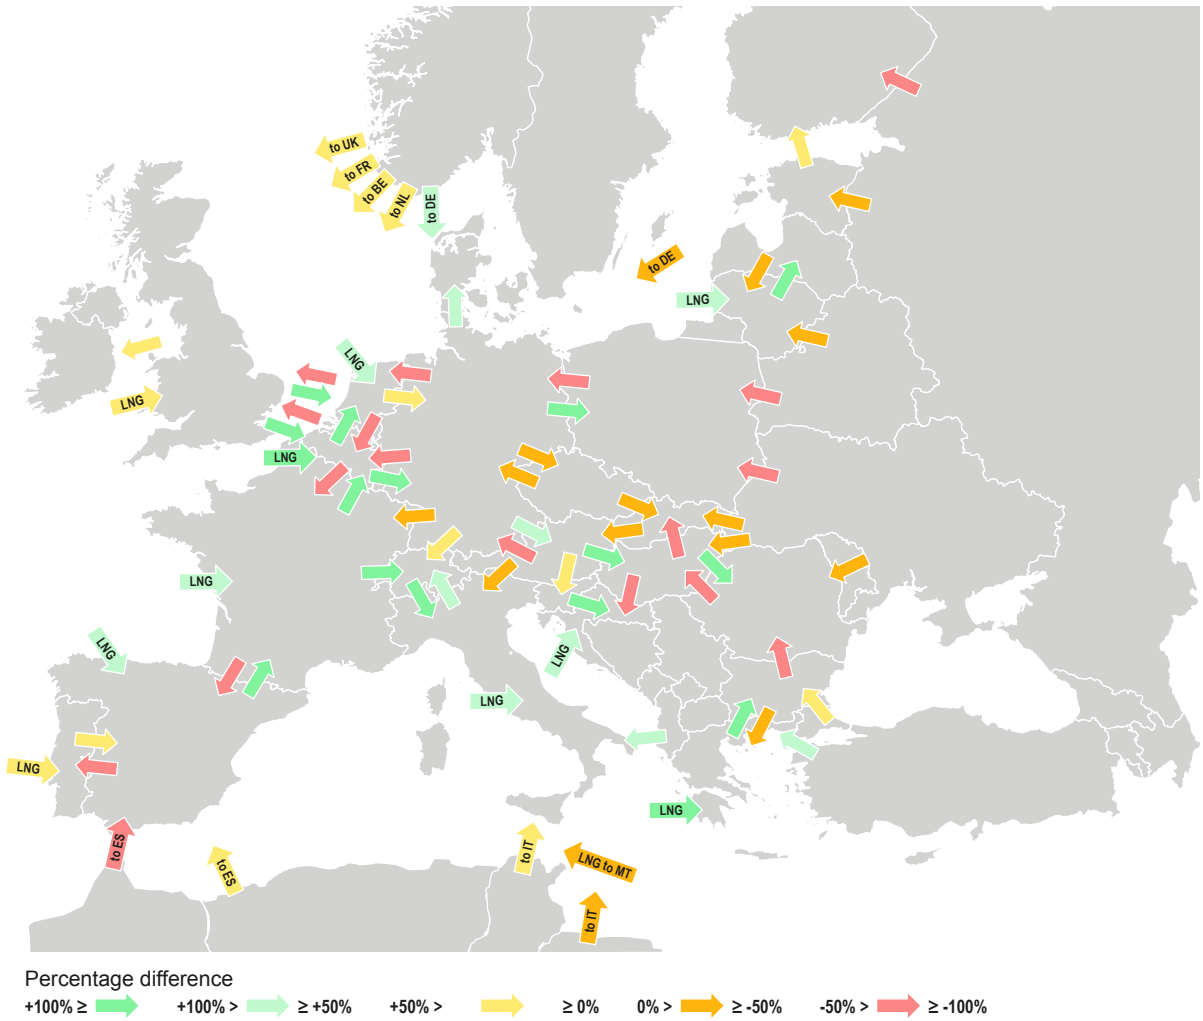 to UK
to FR
to BE
to NL
to DE
to DE
LNG
LNG
LNG
LNG
LNG
LNG
LNG
LNG
LNG
LNG
LNG
to ES
to ES
to IT
LNG to MT
to IT
Percentage difference
+100% ≥ +100% > ≥ +50% +50% > ≥ 0% 0% > ≥ -50% -50% > ≥ -100%